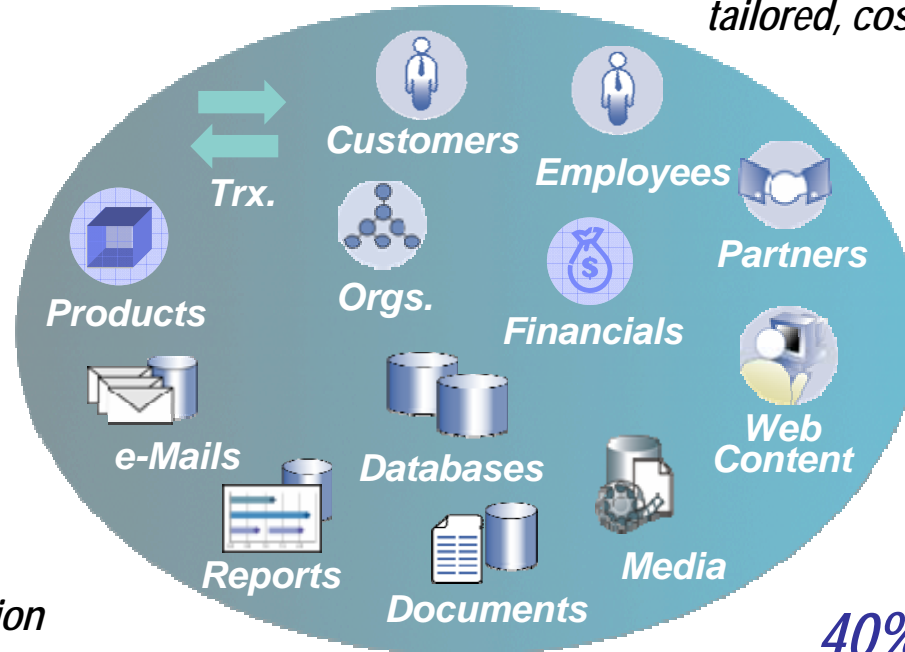 tailored, cos
Customers
Employees
Trx.
Partners
Orgs.
Products
Financials
$
Web
Content
e-Mails
Databases
Media
Reports
Documents
ion
40%